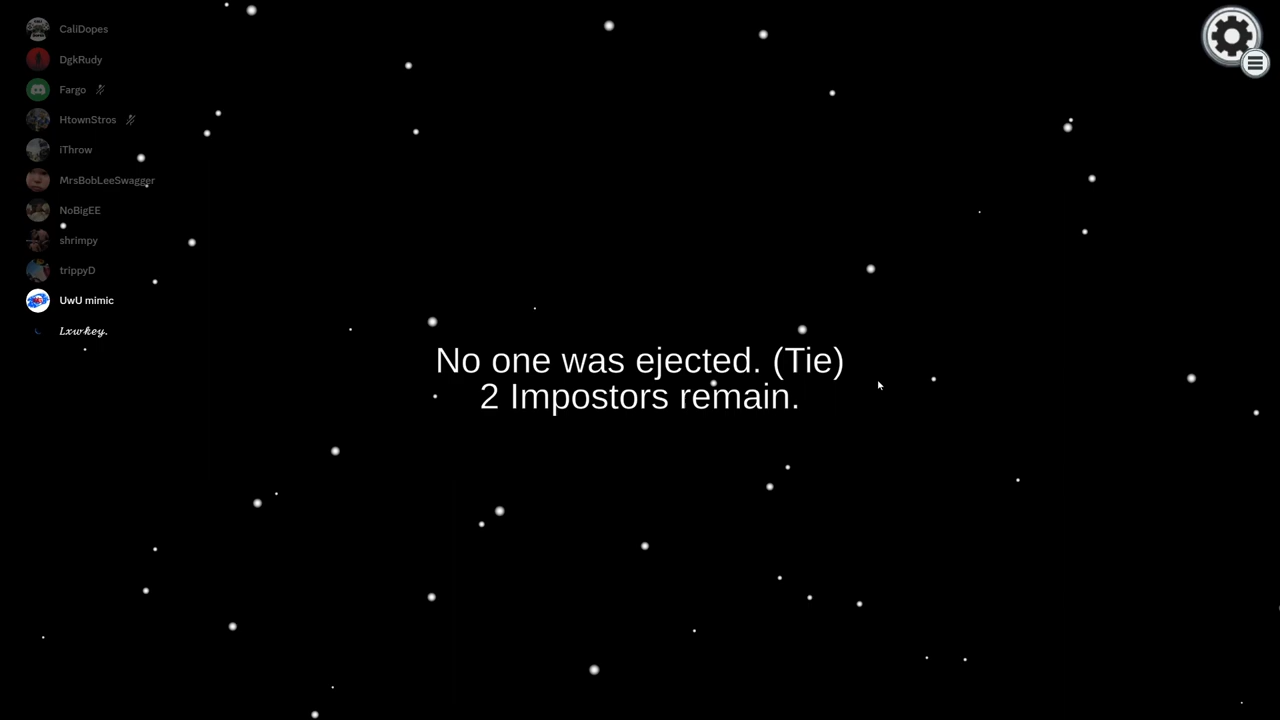 CaliDopes
DgkRudy
Fargo
HtownStros
iThrow
MrsBobLeeSwagger
NoBigEE
shrimpy
trippyD
UwU mimic
𝓛𝔁𝔀𝓴𝓮𝔂.
No one was ejected. (Tie)
2 Impostors remain.